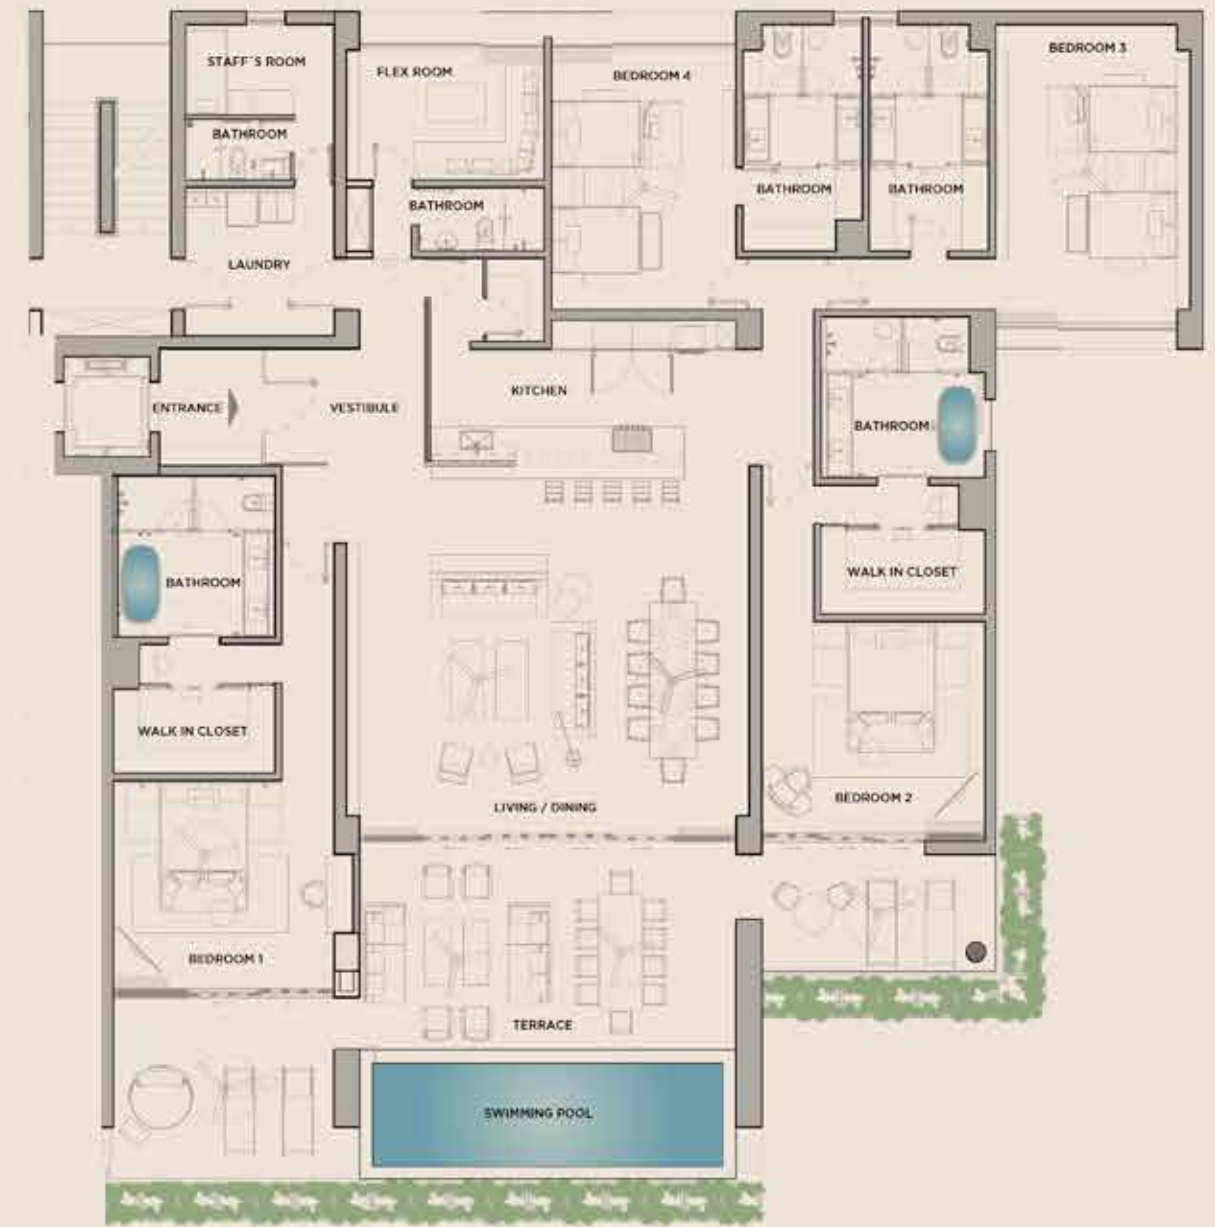 STAFF´S ROOM
FLEX ROOM
BEDROOM 4
BEDROOM 3
BATHROOM
BATHROOM
BATHROOM
BATHROOM
LAUNDRY
KITCHEN
ENTRANCE
VESTIBULE
BATHROOM
WALK IN CLOSET
BATHROOM
WALK IN CLOSET
BEDROOM 2
LIVING / DINING
BEDROOM 1
TERRACE
SWIMMING POOL